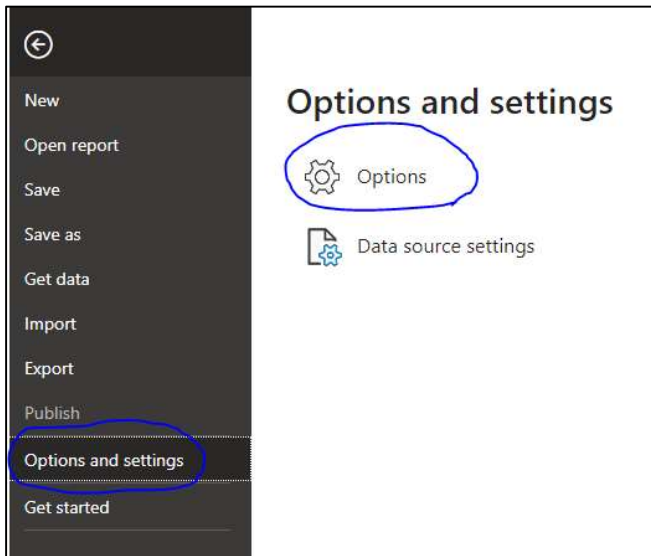 New
Open report
Save
Save as
Get data
Import
Export
Publish
Options and settings
Get started
Options and settings
Options
Data source settings